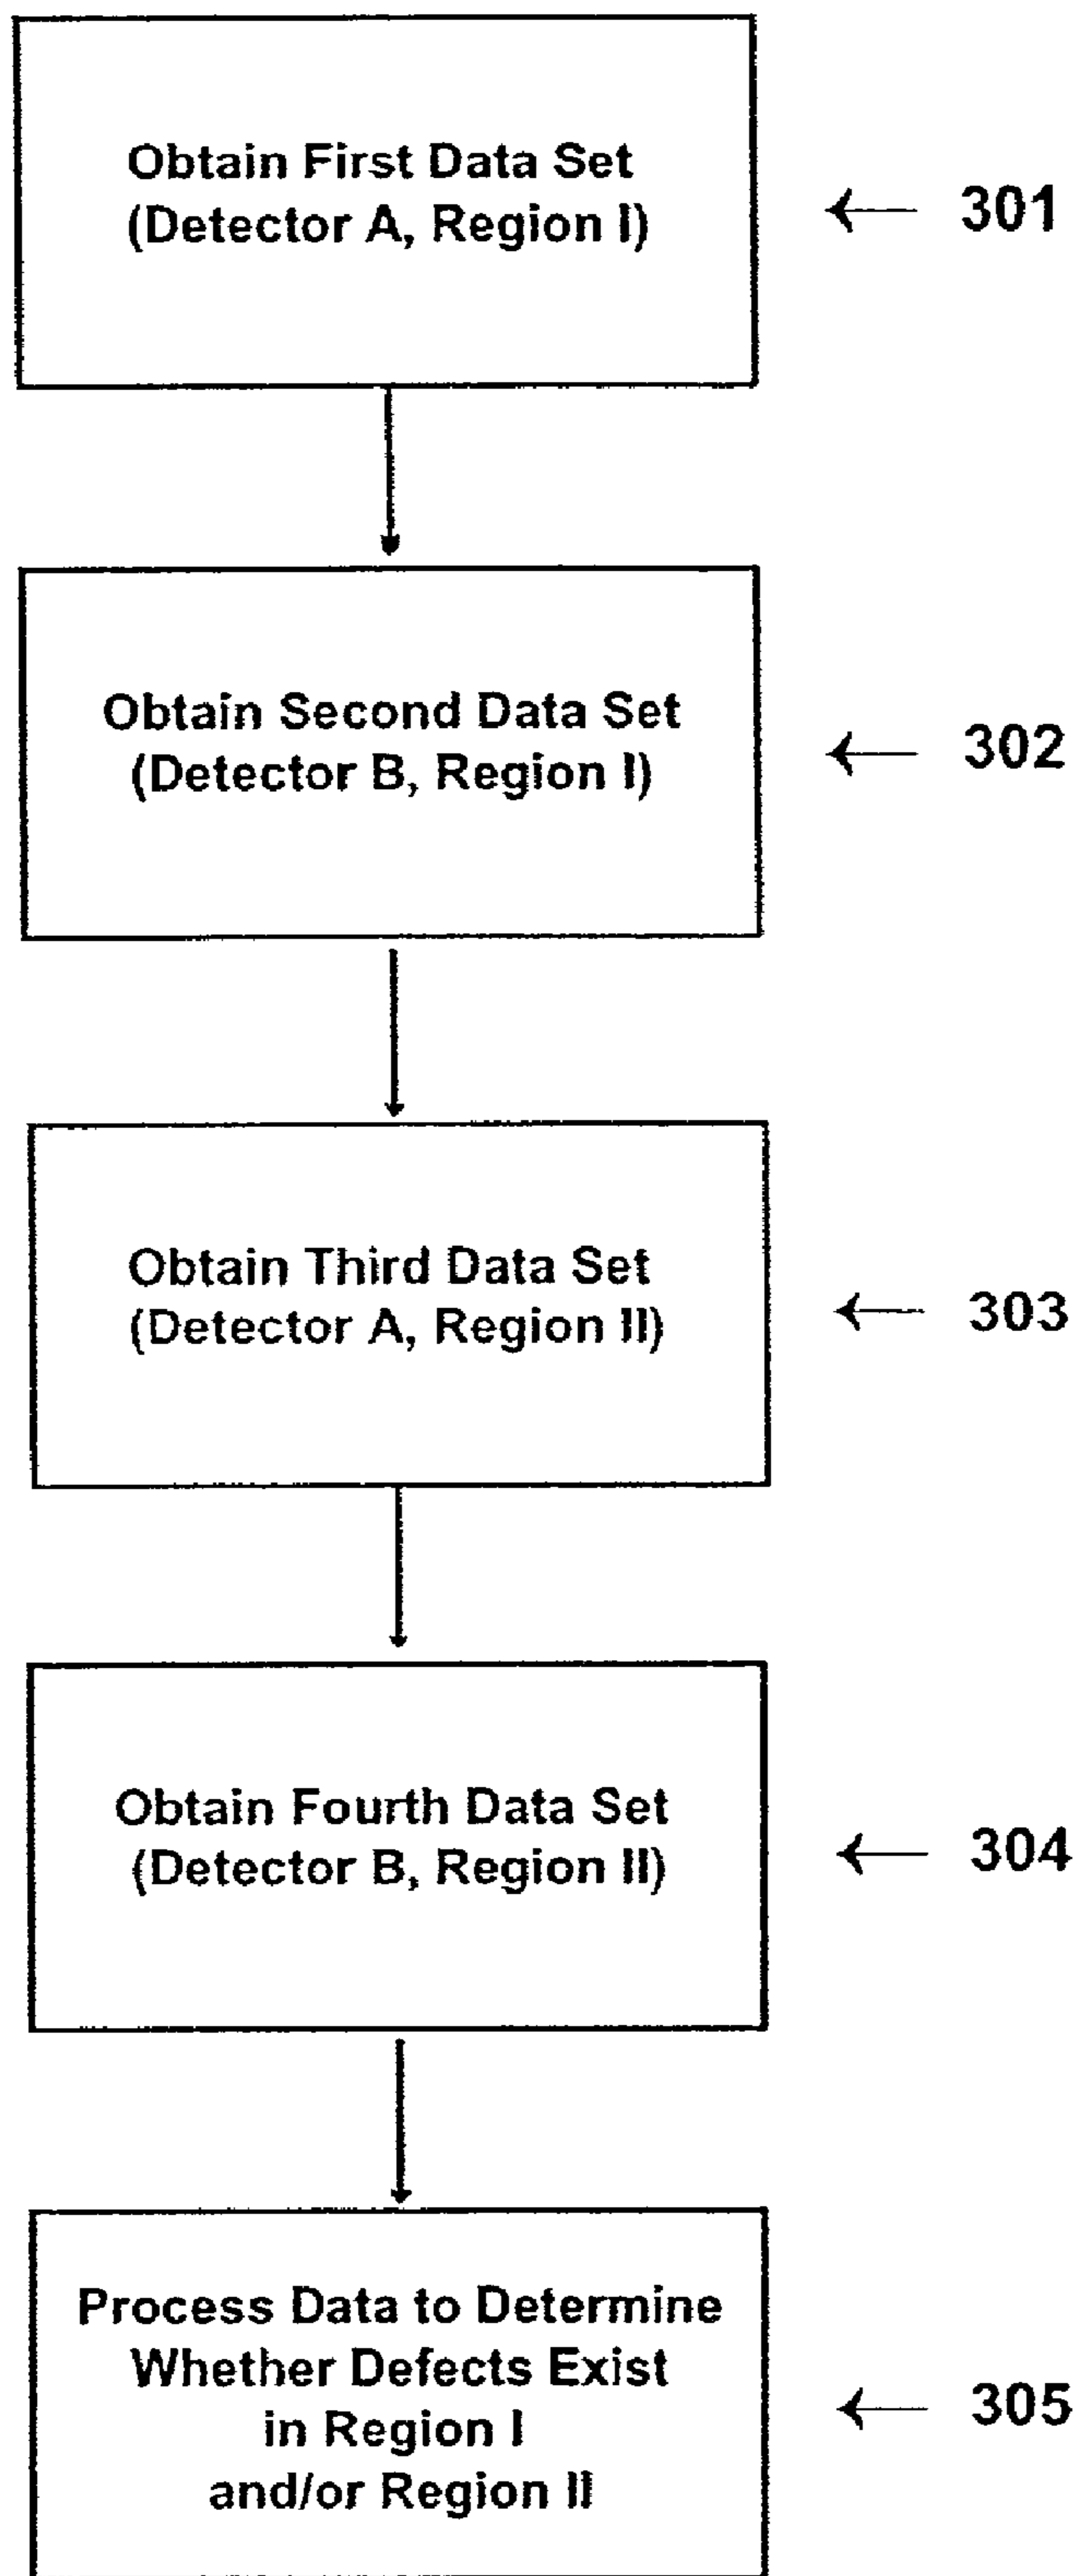 Obtain First Data Set
(Detector A, Region I)
301
Obtain Second Data Set
(Detector B, Region I)
302
Obtain Third Data Set
(Detector A, Region II)
303
Obtain Fourth Data Set
(Detector B, Region II)
304
Process Data to Determine
Whether Defects Exist
in Region I
and/or Region II
305